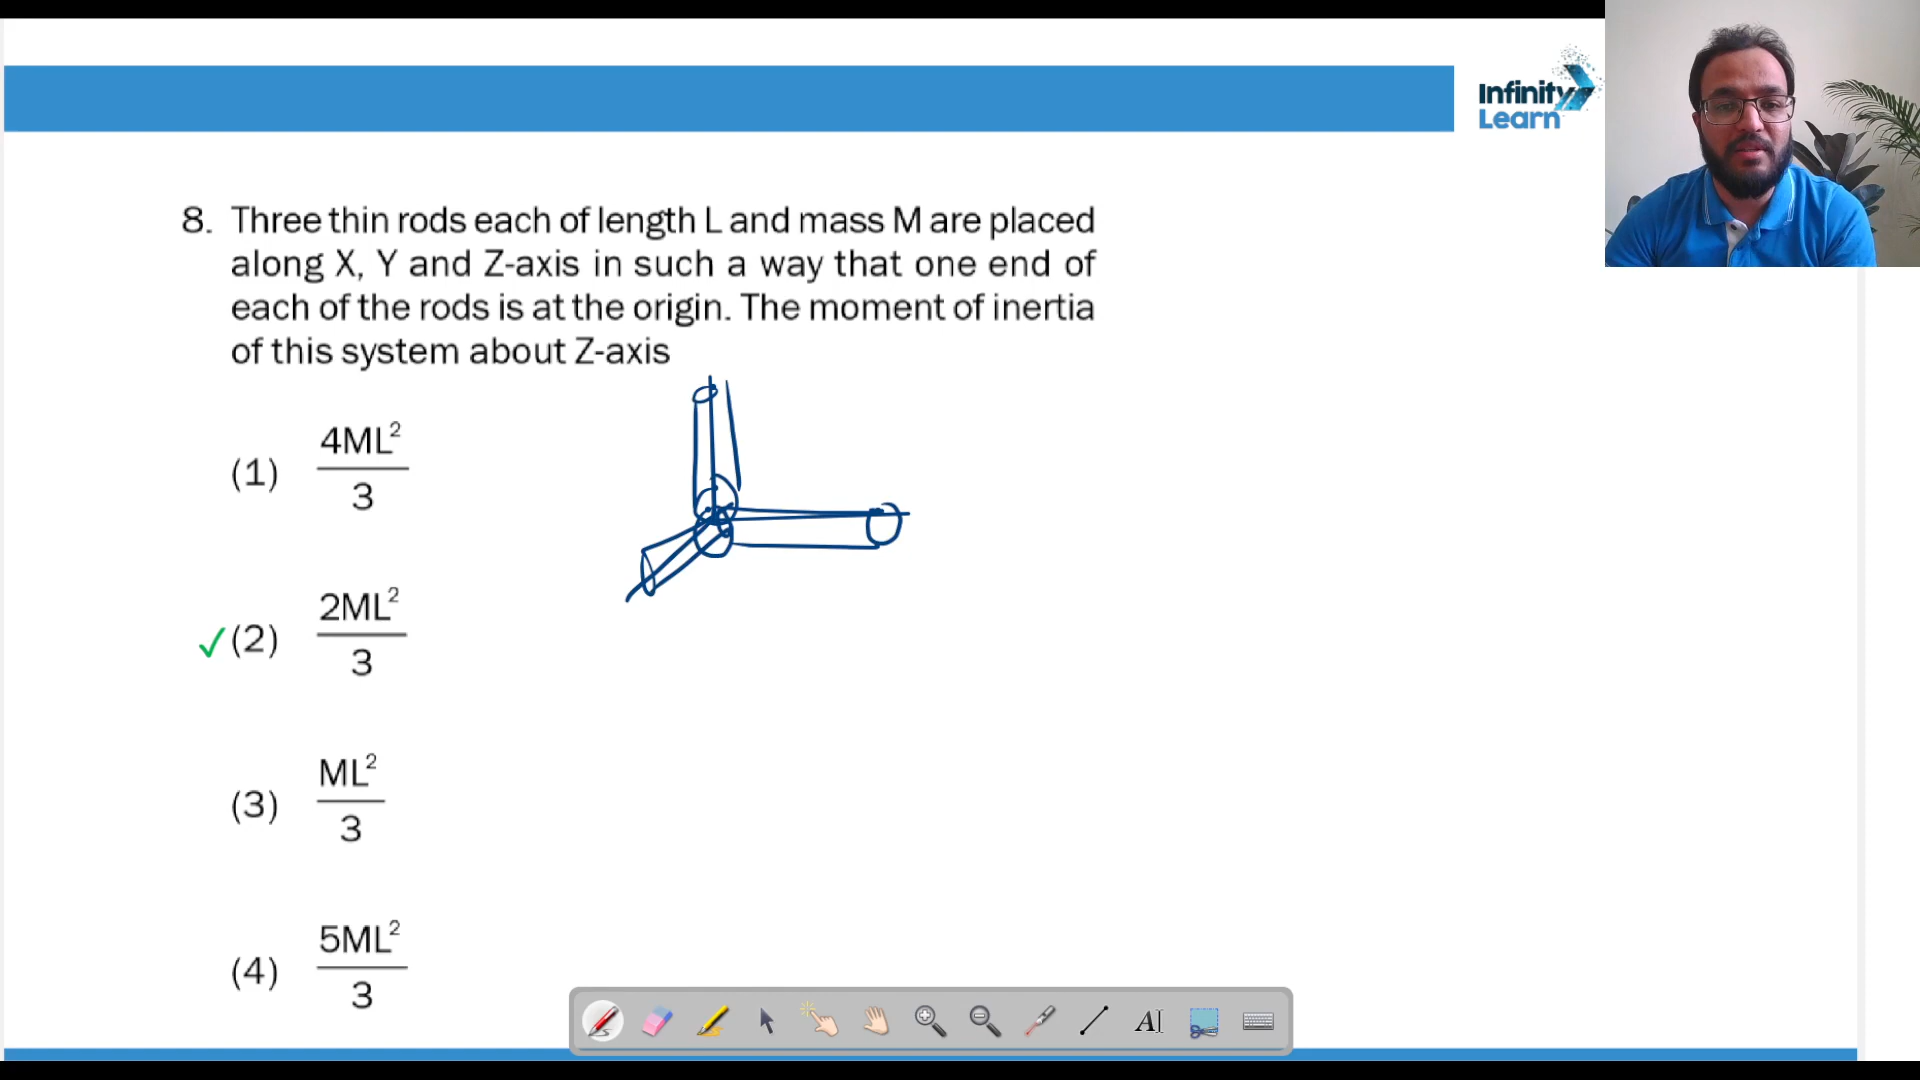 Infinity
Learn
8. Three thin rods each of length L and mass M are placed
along X, Y and Z-axis in such a way that one end of
each of the rods is at the origin. The moment of inertia
of this system about Z-axis
(1) 4ML²
3
✓(2) 2ML²
3
(3) ML²
3
(4) 5ML²
3
A